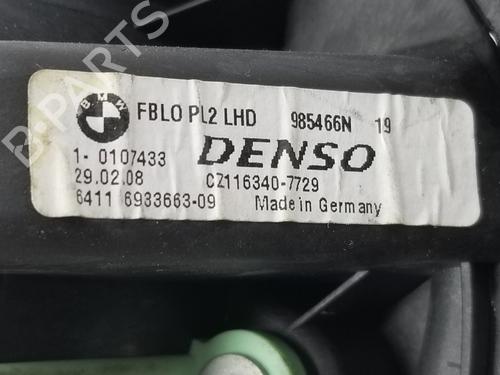 BMW
FBLO PL2 LHD 985466N 19
1- 0107433 DENSO
29.02.08 CZ116340-7729
6411 6933663-09 Made in Germany
B-PARTS